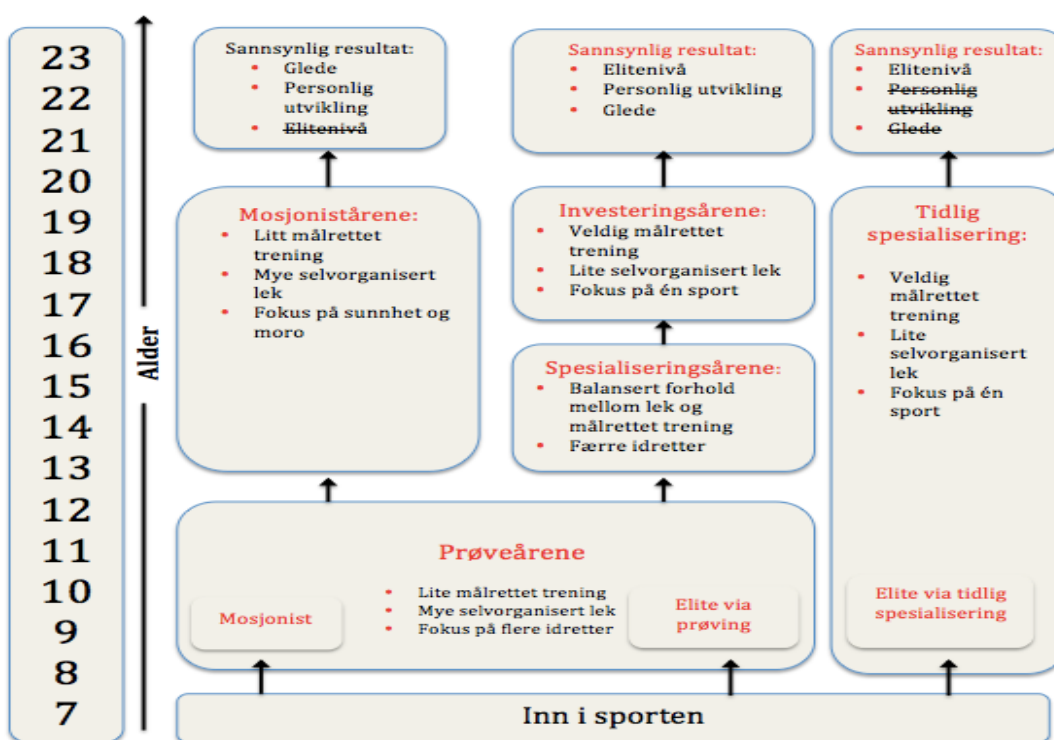 23
22
21
20
19
18
17
16
15
14
13
12
11
10
9
8
7
Alder
Sannsynlig resultat:
• Glede
• Personlig
utvikling
• Elitenivå
Sannsynlig resultat:
• Elitenivå
• Personlig utvikling
• Glede
Sannsynlig resultat:
• Elitenivå
• Personlig
utvikling
• Glede
Mosjonistårene:
• Litt målrettet
trening
• Mye selvorganisert
lek
• Fokus på sunnhet og
moro
Investeringsårene:
• Veldig målrettet
trening
• Lite selvorganisert lek
• Fokus på én sport
Spesialiseringsårene:
• Balansert forhold
mellom lek og
målrettet trening
• Færre idretter
Tidlig
spesialisering:
• Veldig
målrettet
trening
• Lite
selvorganisert
lek
• Fokus på én
sport
Prøveårene
• Lite målrettet trening
• Mye selvorganisert lek
• Fokus på flere idretter
Mosjonist
Elite via
prøving
Elite via tidlig
spesialisering
Inn i sporten